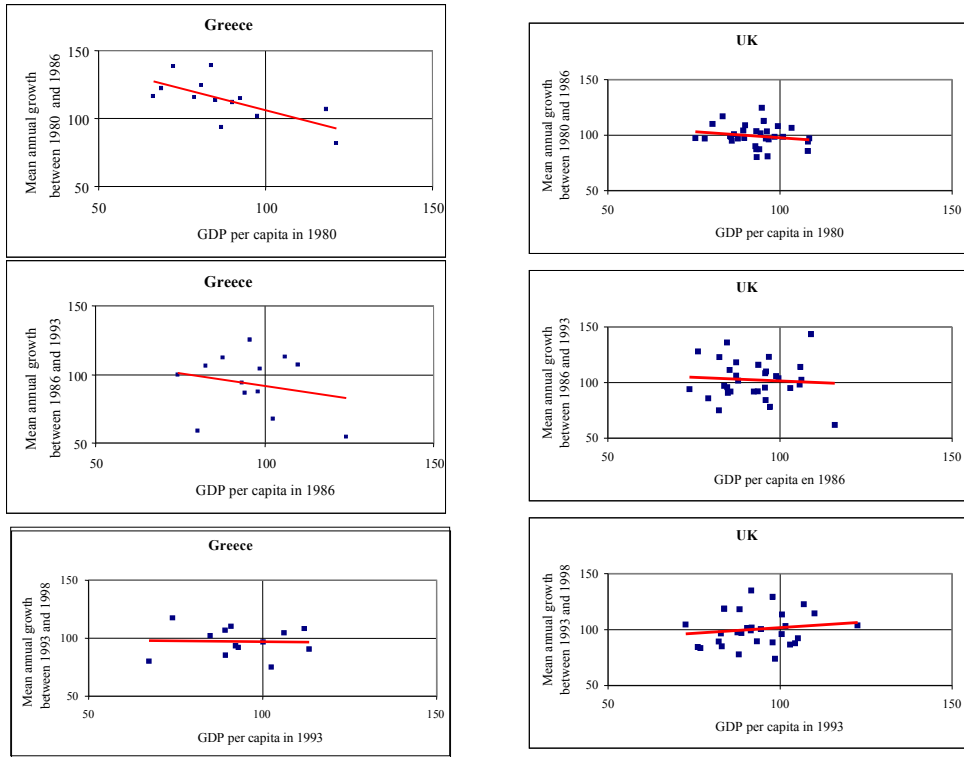 Greece
Mean annual growth
between 1980 and 1986
150
100
50
50
100
150
GDP per capita in 1980
UK
Mean annual growth
between 1980 and 1986
150
100
50
50
100
150
GDP per capita in 1980
Greece
Mean annual growth
between 1986 and 1993
150
100
50
50
100
150
GDP per capita in 1986
UK
Mean annual growth
between 1986 and 1993
150
100
50
50
100
150
GDP per capita en 1986
Greece
Mean annual growth
between 1993 and 1998
150
100
50
50
100
150
GDP per capita in 1993
UK
Mean annual growth
between 1993 and 1998
150
100
50
50
100
150
GDP per capita in 1993